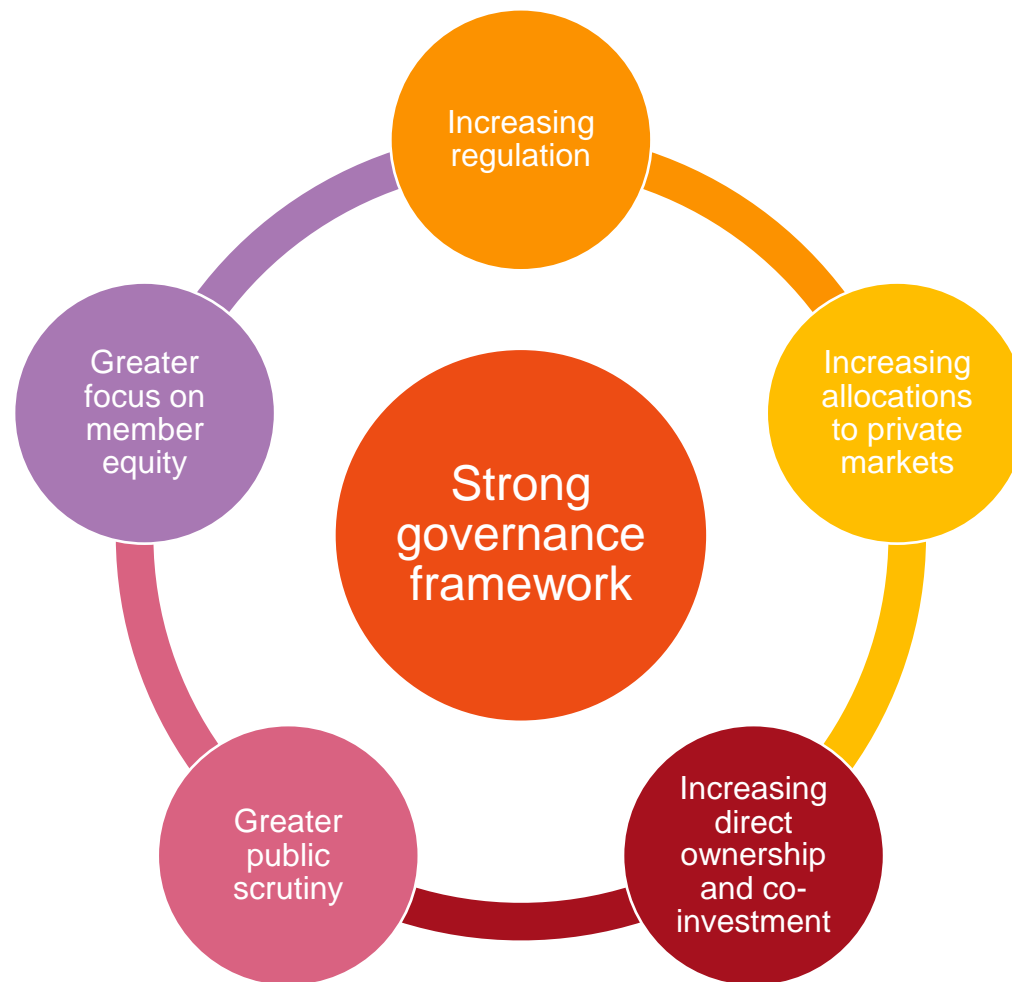 Increasing
regulation
Increasing
allocations
to private
markets
Increasing
direct
ownership
and co-
investment
Greater
public
scrutiny
Greater
focus on
member
equity
Strong
governance
framework